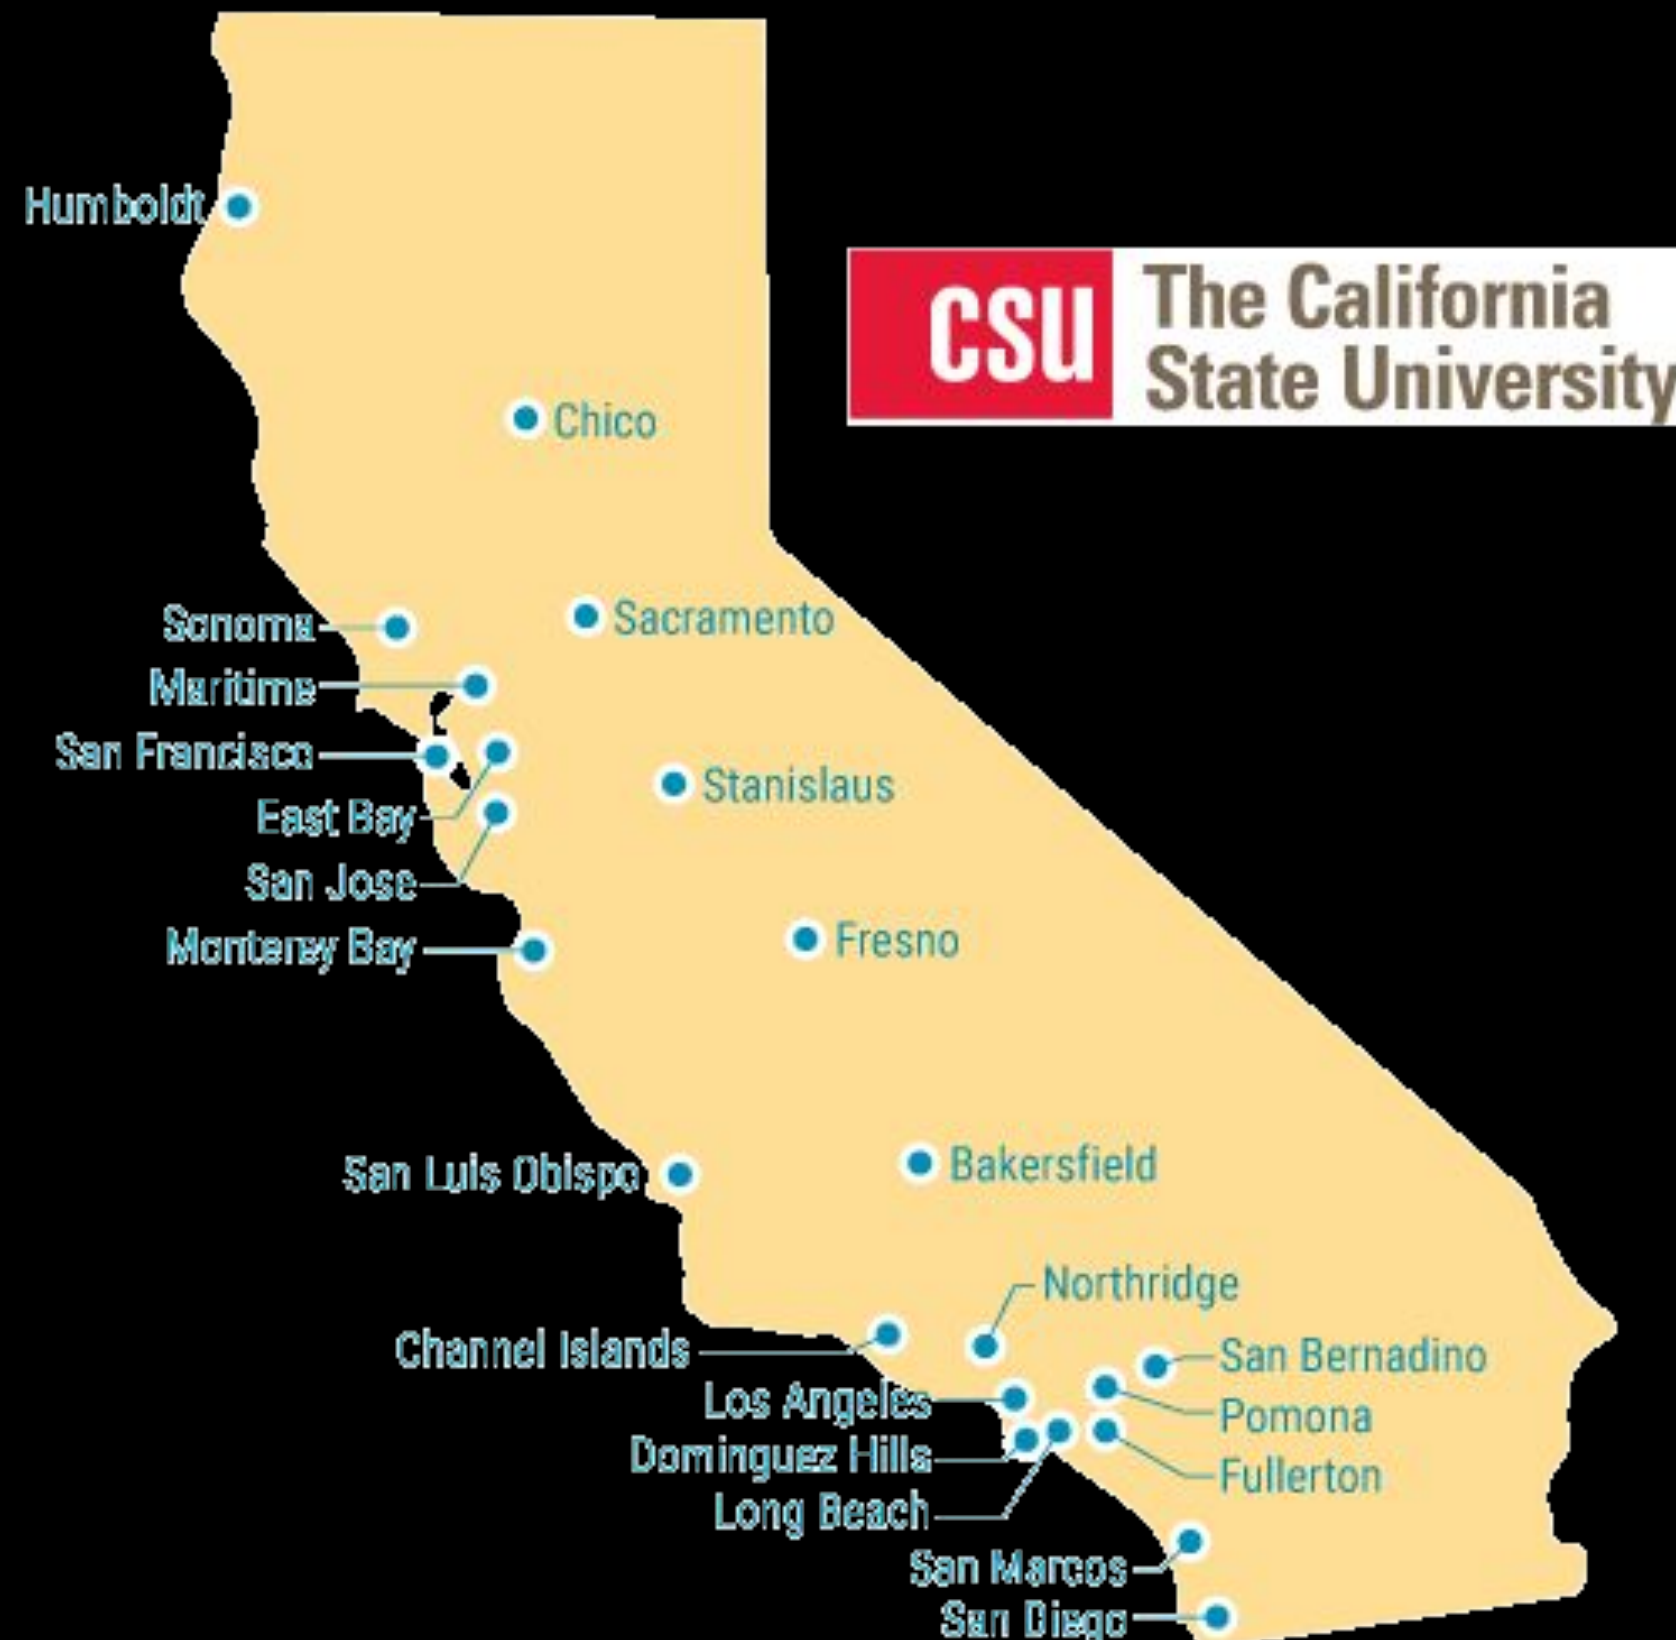 Humboldt
CSU The California
State University
Chico
Sonoma
Sacramento
Maritime
San Francisco
Stanislaus
East Bay
San Jose
Monterey Bay
Fresno
San Luis Obispo
Bakersfield
Northridge
Channel Islands
San Bernadino
Los Angeles
Pomona
Dominguez Hills
Fullerton
Long Beach
San Marcos
San Diego